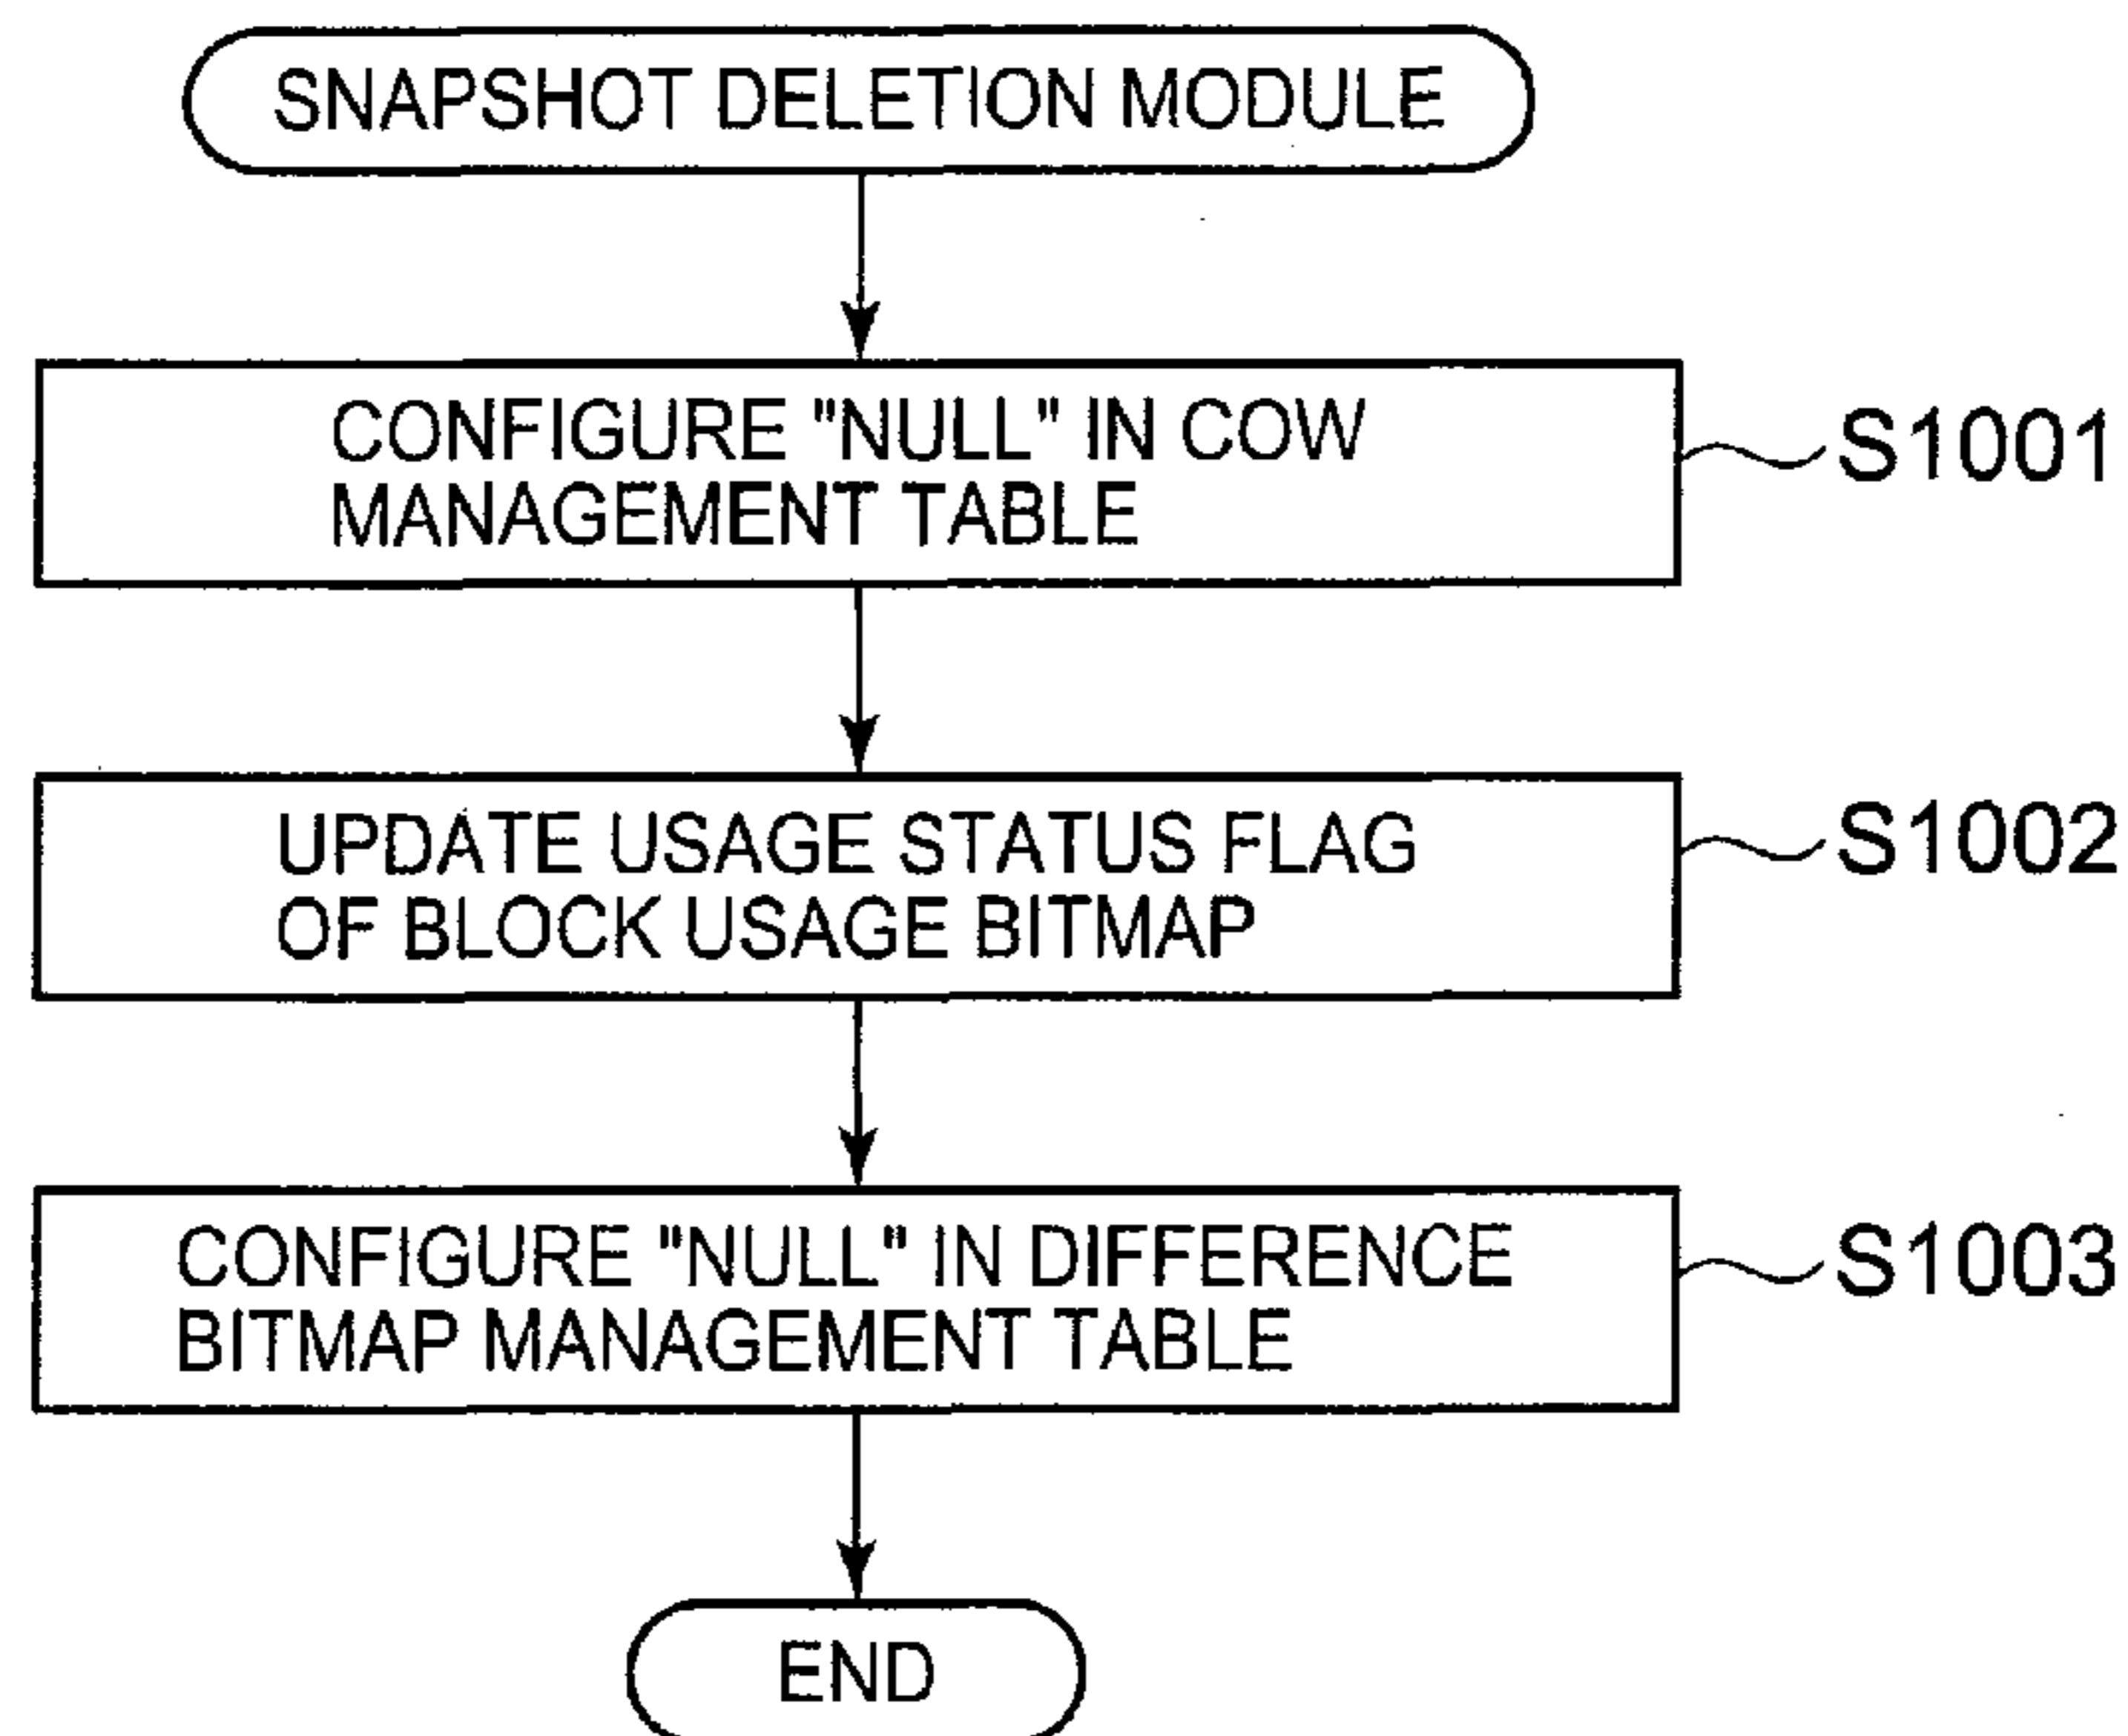 SNAPSHOT DELETION MODULE
CONFIGURE "NULL" IN COW
MANAGEMENT TABLE
S1001
UPDATE USAGE STATUS FLAG
OF BLOCK USAGE BITMAP
S1002
CONFIGURE "NULL" IN DIFFERENCE
BITMAP MANAGEMENT TABLE
S1003
END